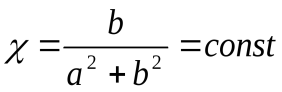 χ = b / (a² + b²) = const